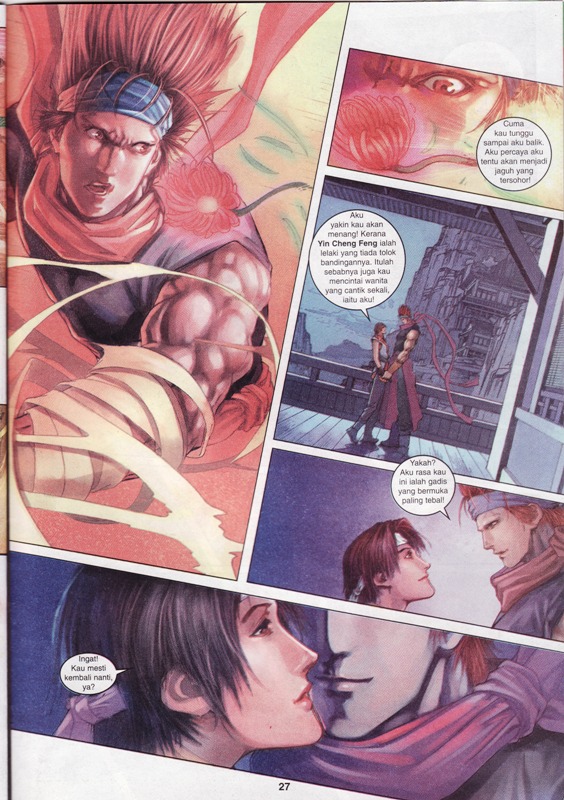 Cuma
kau tunggu
sampai aku balik.
Aku percaya aku
tentu akan menjadi
jaguh yang
tersohor!
Aku
yakin kau akan
menang! Kerana
Yin Cheng Feng ialah
lelaki yang tiada tolok
bandingannya. Itulah
sebabnya juga kau
mencintai wanita
yang cantik sekali,
iaitu aku!
Yakah?
Aku rasa kau
ini ialah gadis
yang bermuka
paling tebal!
Ingat!
Kau mesti
kembali nanti,
ya?
27